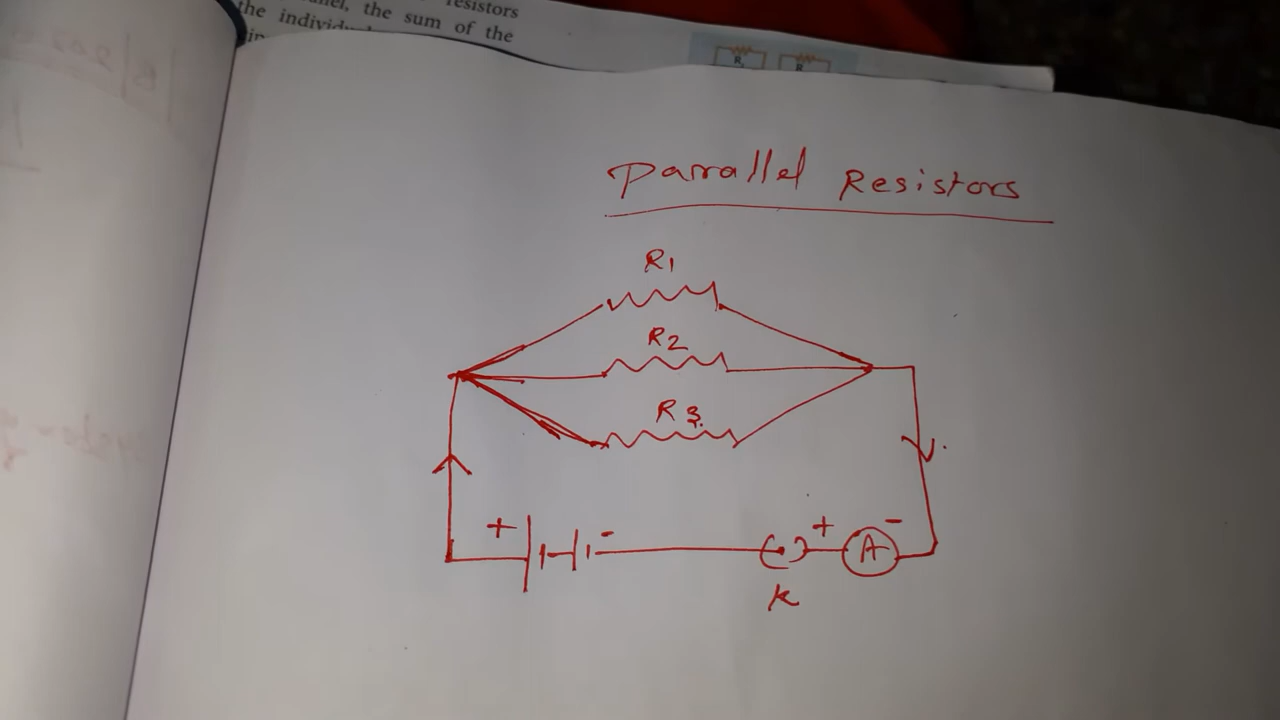 resistors
the sum of the
the individ
Parrallel Resistors
R1
R2
R3
+ - + -
A
K